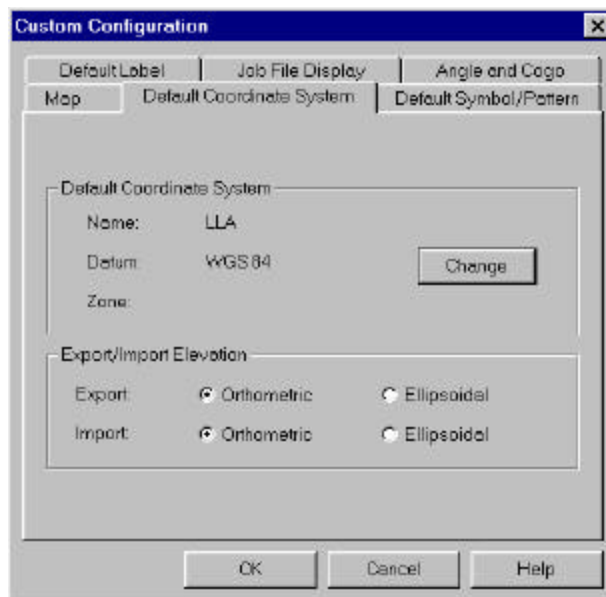 Custom Configuration
Default Label Job File Display Angle and Cogo
Map Default Coordinate System Default Symbol/Pattern
Default Coordinate System
Name: LLA
Datum: WGS 84 Change
Zone:
Export/Import Elevation
Export: Orthometric Ellipsoidal
Import: Orthometric Ellipsoidal
OK Cancel Help